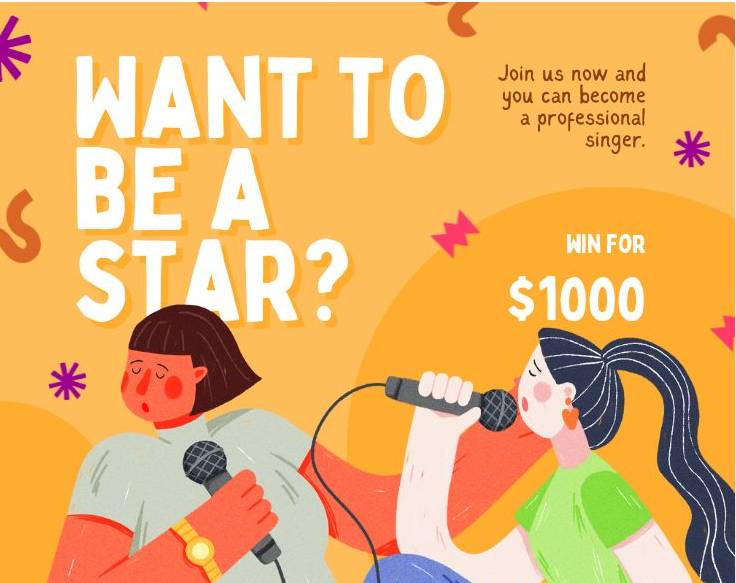 WANT TO
BE A
STAR?
Join us now and
you can become
a professional
singer.
WIN FOR
$1000